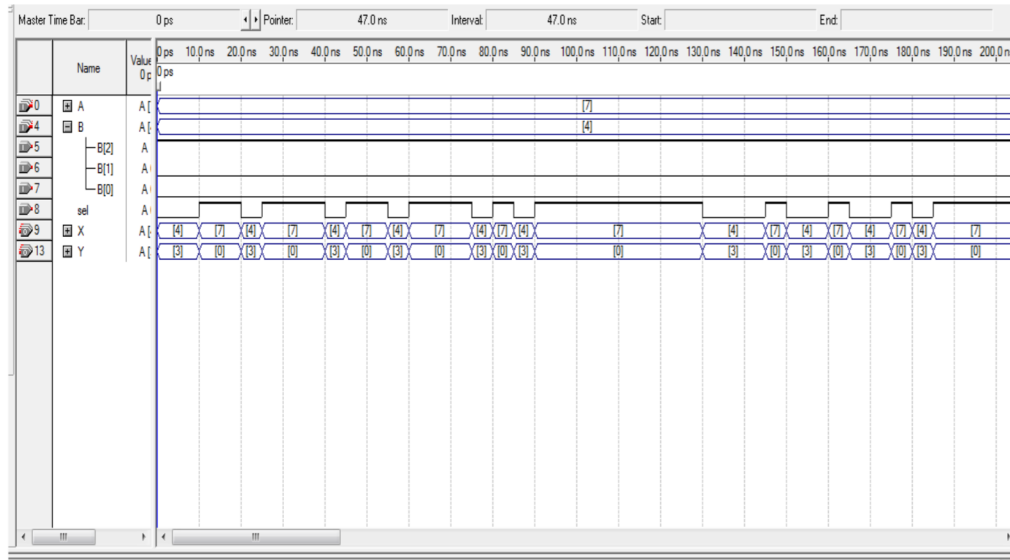 Master Time Bar: 0 ps Pointer: 47.0 ns Interval: 47.0 ns Start: End:
Name Value 0 p
0 ps 10.0 ns 20.0 ns 30.0 ns 40.0 ns 50.0 ns 60.0 ns 70.0 ns 80.0 ns 90.0 ns 100.0 ns 110.0 ns 120.0 ns 130.0 ns 140.0 ns 150.0 ns 160.0 ns 170.0 ns 180.0 ns 190.0 ns 200.0 n
0 ps
0 A A [ [7]
4 B A [ [4]
5 B[2] A
6 B[1] A
7 B[0] A
8 sel A
9 X A [ [4] [7] [4] [7] [4] [7] [4] [7] [4] [7] [4] [7] [4] [7] [4] [7] [4] [7] [4] [7]
13 Y A [ [3] [0] [3] [0] [3] [0] [3] [0] [3] [0] [3] [0] [3] [0] [3] [0] [3] [0] [3] [0]